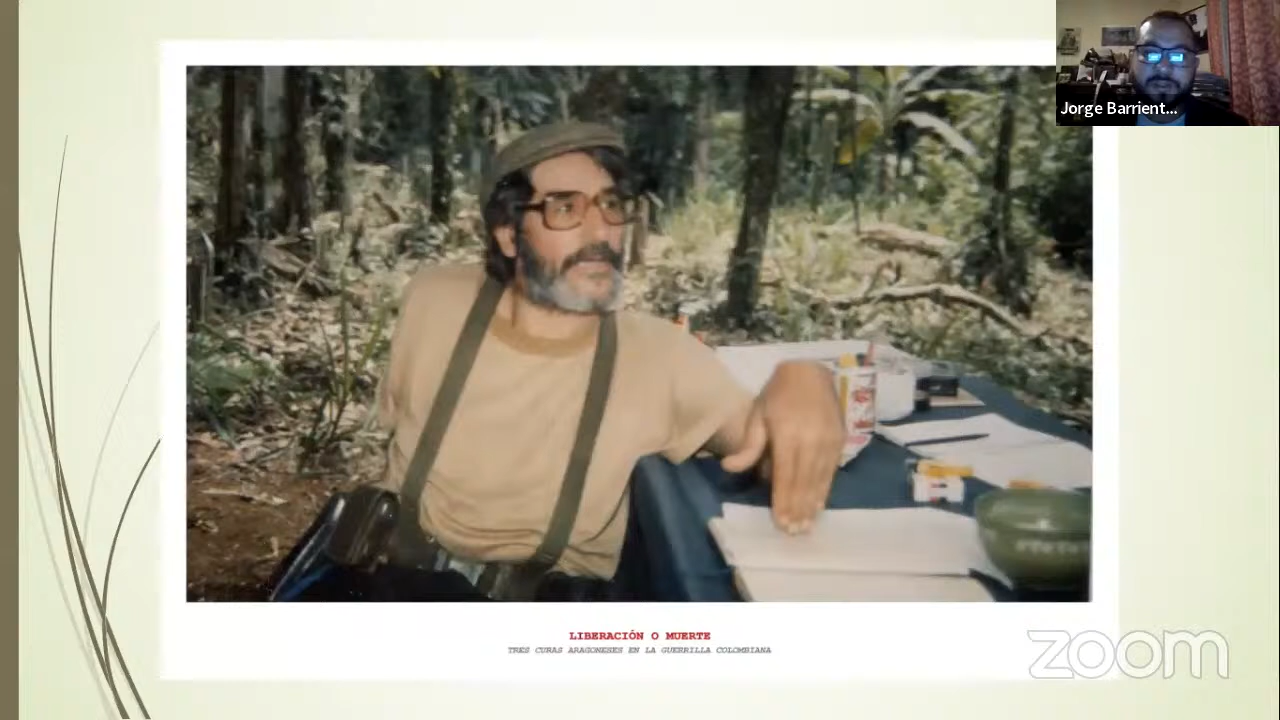 Jorge Barrient...
LIBERACIÓN O MUERTE
TRES CURAS ARAGONESES EN LA GUERRILLA COLOMBIANA
zoom